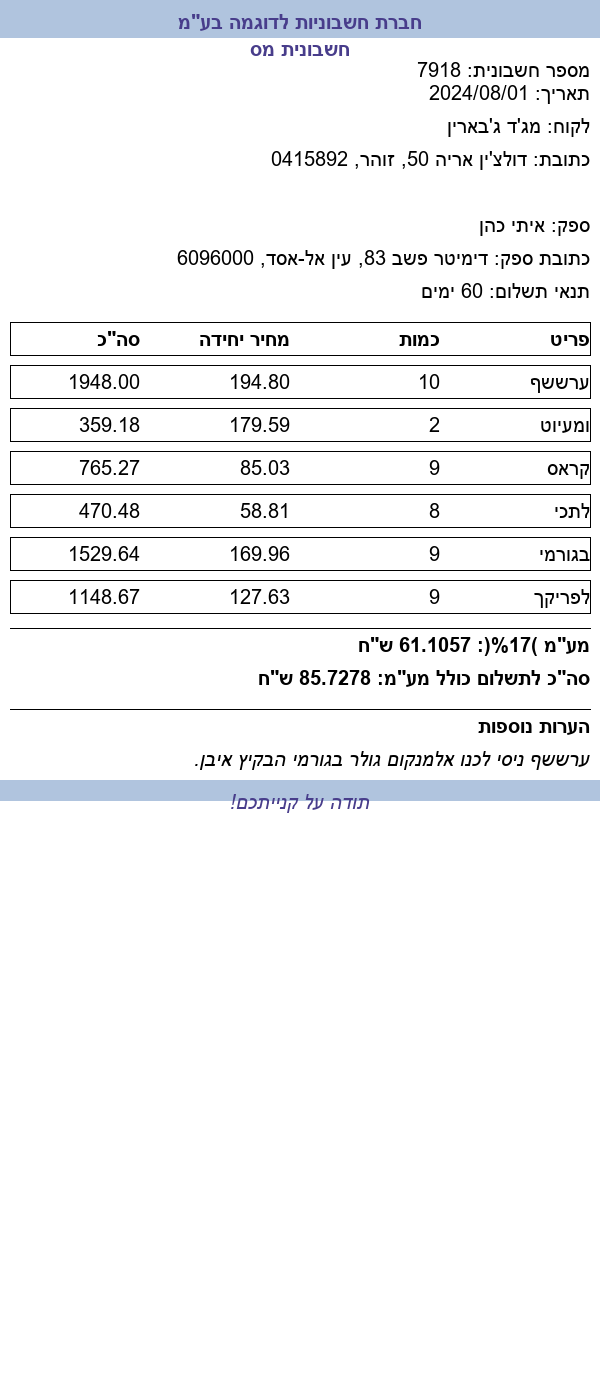 חברת חשבוניות לדוגמה בע"מ
חשבונית מס
מספר חשבונית: 7918
תאריך: 2024/08/01
לקוח: מג'ד ג'בארין
כתובת: דולצ'ין אריה 50, זוהר, 0415892
ספק: איתי כהן
כתובת ספק: דימיטר פשב 83, עין אל-אסד, 6096000
תנאי תשלום: 60 ימים
פריט כמות מחיר יחידה סה"כ
ערששף 10 194.80 1948.00
ומעיוט 2 179.59 359.18
קראס 9 85.03 765.27
לתכי 8 58.81 470.48
בגורמי 9 169.96 1529.64
לפריקך 9 127.63 1148.67
מע"מ )17%(: 61.1057 ש"ח
סה"כ לתשלום כולל מע"מ: 85.7278 ש"ח
הערות נוספות
ערששף ניסי לכנו אלמנקום גולר בגורמי הבקיץ איבן.
תודה על קנייתכם!